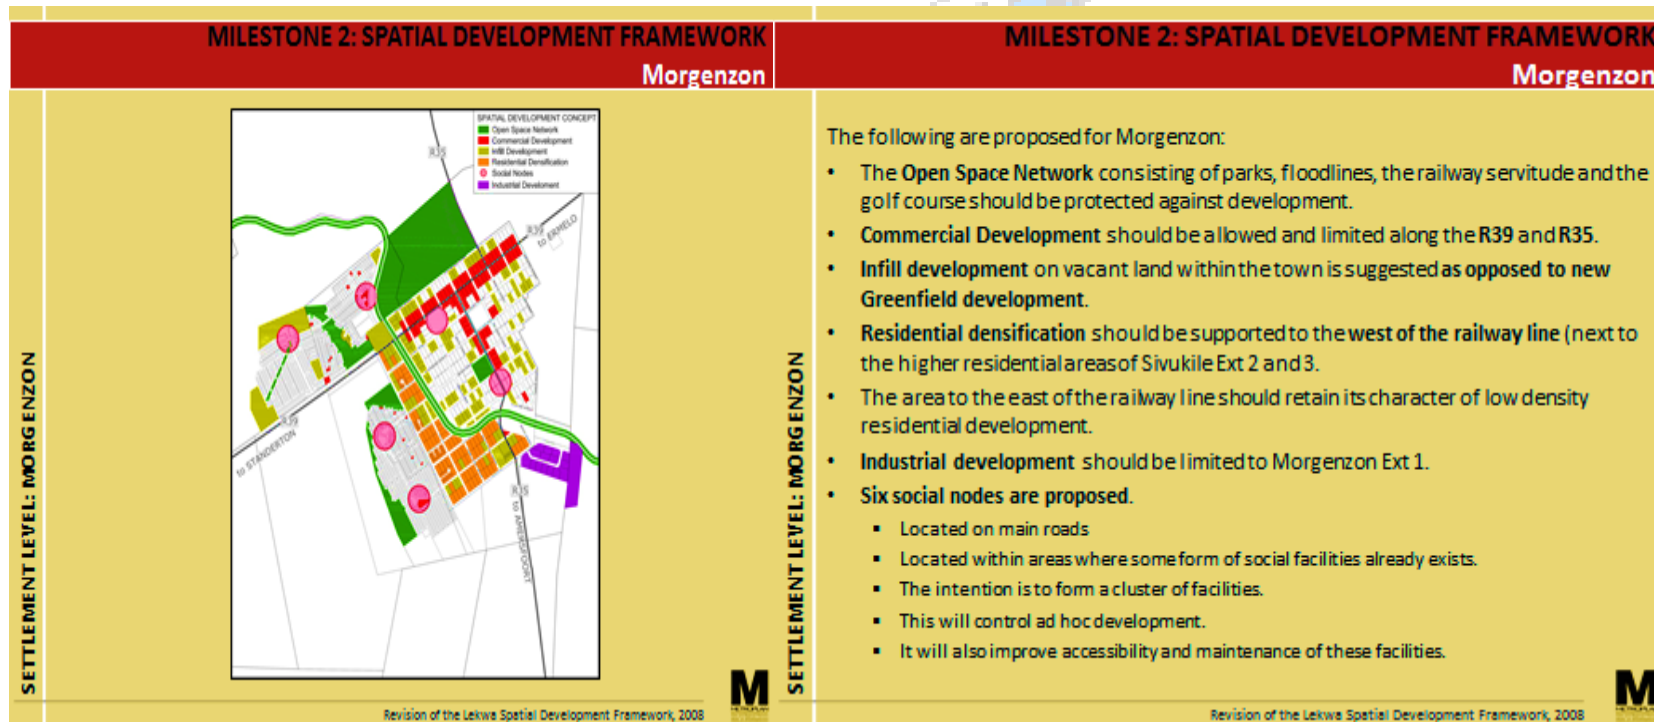 MILESTONE 2: SPATIAL DEVELOPMENT FRAMEWORK
Morgenzon
SETTLEMENT LEVEL: MORGENZON
SPATIAL DEVELOPMENT CONCEPT
Open Space Network
Commercial Development
Infill Development
Residential Densification
Social Nodes
Industrial Develoment
R35
R39
to ERMELO
R39
to STANDERTON
R35
to AMERSFOORT
M
Revision of the Lekwa Spatial Development Framework, 2008
MILESTONE 2: SPATIAL DEVELOPMENT FRAMEWORK
Morgenzon
SETTLEMENT LEVEL: MORGENZON
The following are proposed for Morgenzon:
• The Open Space Network consisting of parks, floodlines, the railway servitude and the
golf course should be protected against development.
• Commercial Development should be allowed and limited along the R39 and R35.
• Infill development on vacant land within the town is suggested as opposed to new
Greenfield development.
• Residential densification should be supported to the west of the railway line (next to
the higher residential areas of Sivukile Ext 2 and 3.
• The area to the east of the railway line should retain its character of low density
residential development.
• Industrial development should be limited to Morgenzon Ext 1.
• Six social nodes are proposed.
▪ Located on main roads
▪ Located within areas where some form of social facilities already exists.
▪ The intention is to form a cluster of facilities.
▪ This will control ad hoc development.
▪ It will also improve accessibility and maintenance of these facilities.
M
Revision of the Lekwa Spatial Development Framework, 2008